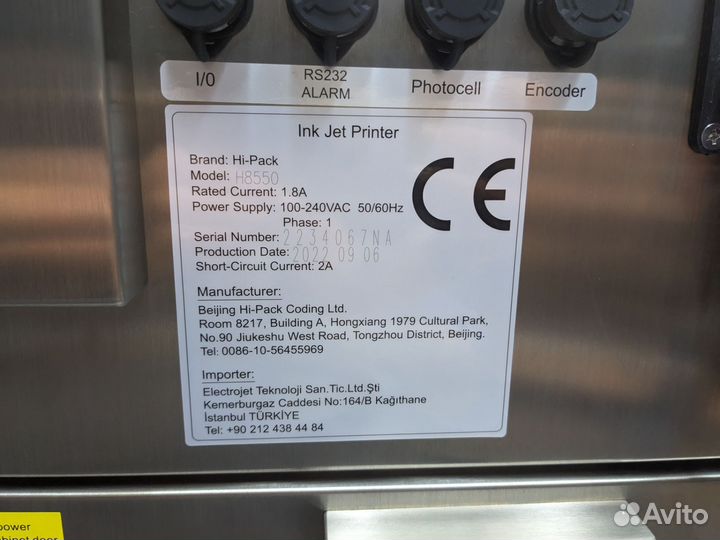 I/0
RS232
ALARM
Photocell
Encoder
Ink Jet Printer
Brand: Hi-Pack
Model: H8550
Rated Current: 1.8A
Power Supply: 100-240VAC 50/60Hz
Phase: 1
Serial Number: 2234067NA
Production Date: 2022 09 06
Short-Circuit Current: 2A
CE
Manufacturer:
Beijing Hi-Pack Coding Ltd.
Room 8217, Building A, Hongxiang 1979 Cultural Park,
No.90 Jiukeshu West Road, Tongzhou District, Beijing.
Tel: 0086-10-56455969
Importer:
Electrojet Teknoloji San.Tic.Ltd.Şti
Kemerburgaz Caddesi No:164/B Kağıthane
İstanbul TÜRKİYE
Tel: +90 212 438 44 84
power
door
Avito